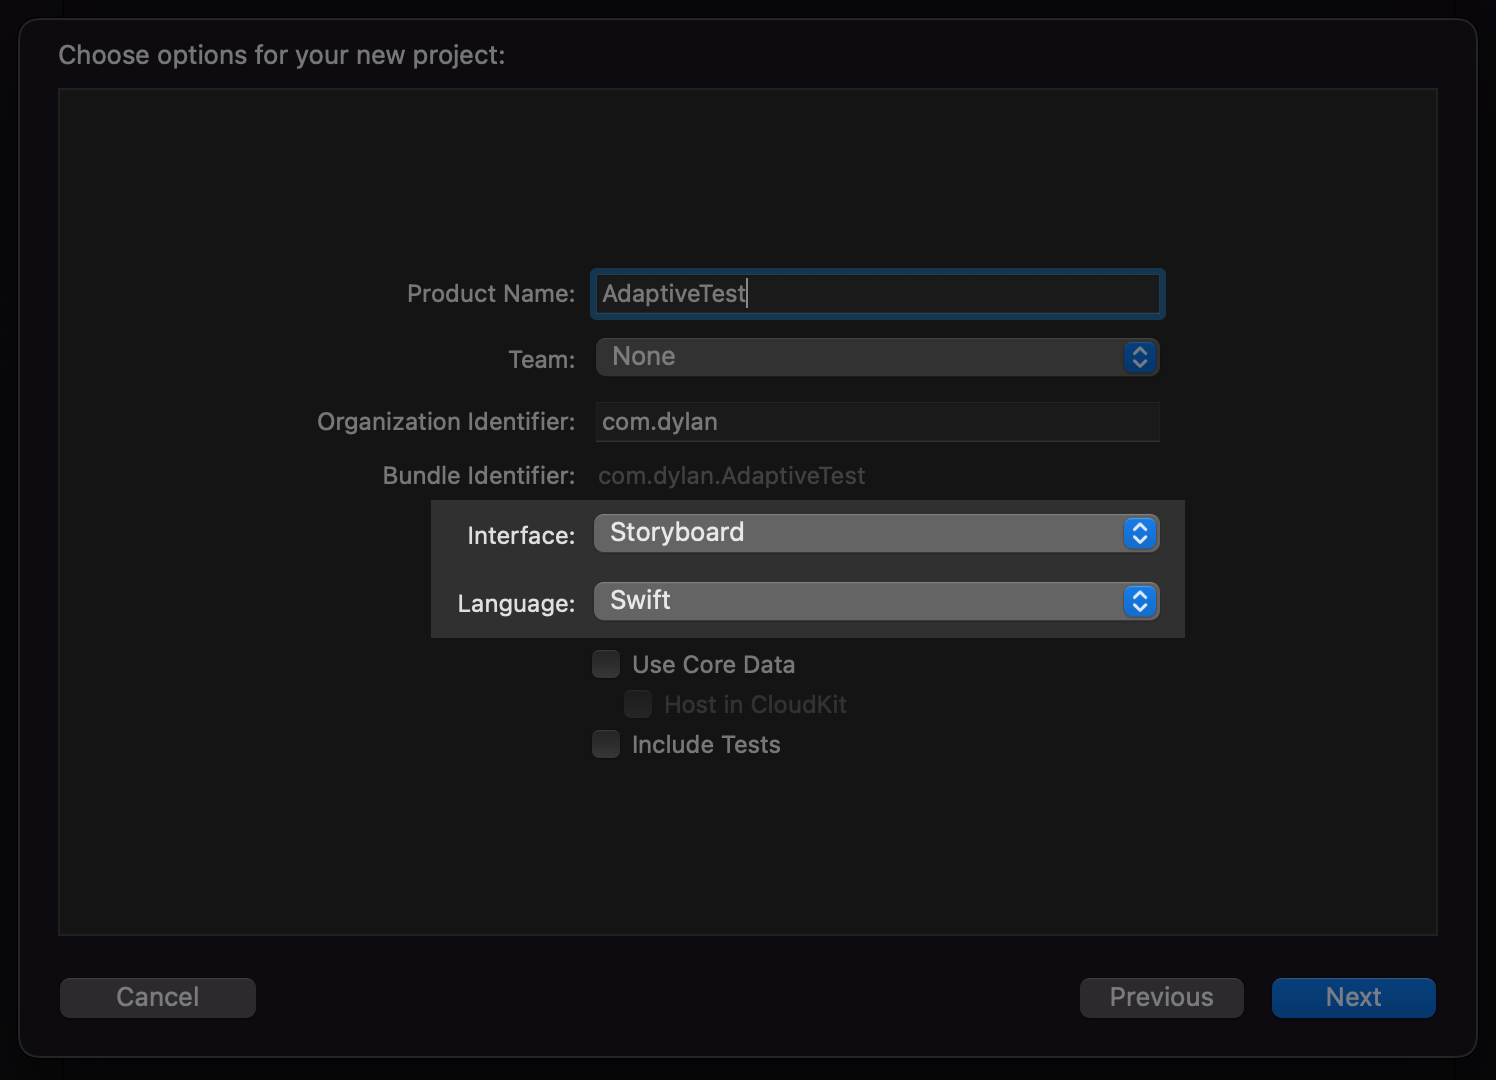 Choose options for your new project:
Product Name: AdaptiveTest
Team: None
Organization Identifier: com.dylan
Bundle Identifier: com.dylan.AdaptiveTest
Interface: Storyboard
Language: Swift
Use Core Data
Host in CloudKit
Include Tests
Cancel Previous Next